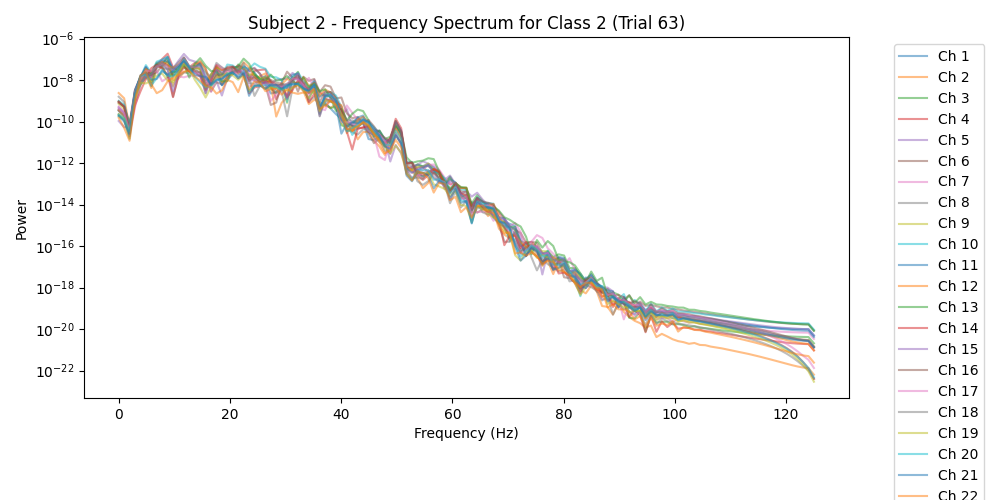 Subject 2 - Frequency Spectrum for Class 2 (Trial 63)
Power
10⁻⁶
10⁻⁸
10⁻¹⁰
10⁻¹²
10⁻¹⁴
10⁻¹⁶
10⁻¹⁸
10⁻²⁰
10⁻²²
0 20 40 60 80 100 120
Frequency (Hz)
Ch 1
Ch 2
Ch 3
Ch 4
Ch 5
Ch 6
Ch 7
Ch 8
Ch 9
Ch 10
Ch 11
Ch 12
Ch 13
Ch 14
Ch 15
Ch 16
Ch 17
Ch 18
Ch 19
Ch 20
Ch 21
Ch 22